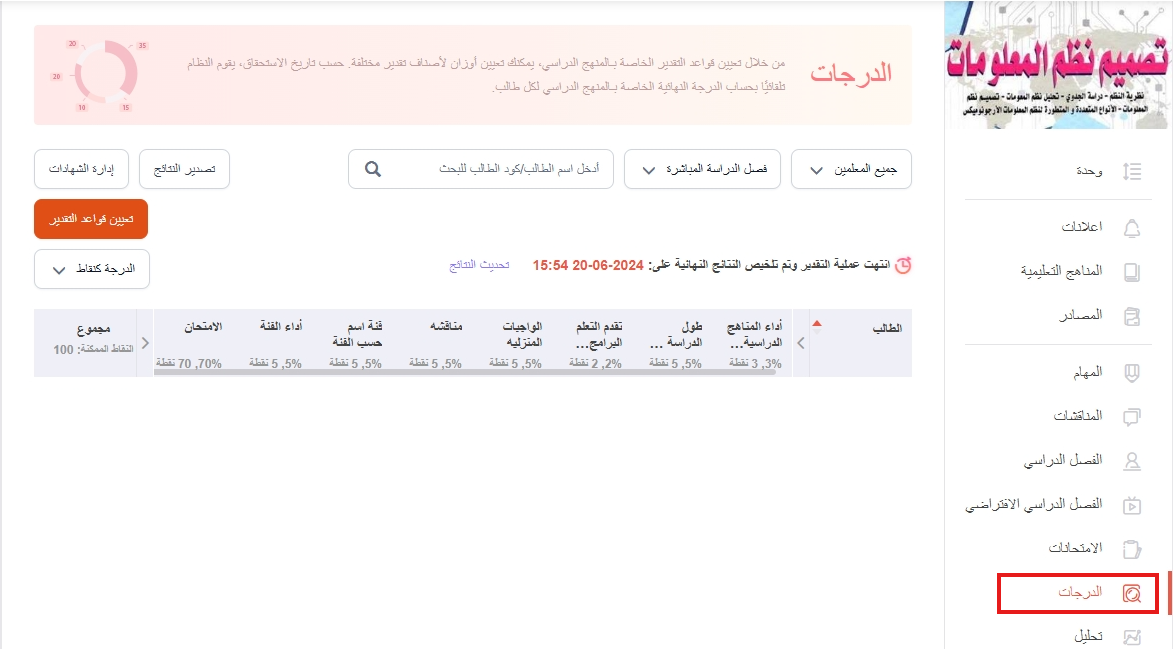 تصميم نظم المعلومات
نظرية النظم - دراسة الجدوي - تحليل نظم المعلومات - تصميم نظم
المعلومات - الأنواع المتعددة و المتطورة لنظم المعلومات الأرجونوميكس
وحدة
اعلانات
المناهج التعليمية
المصادر
المهام
المناقشات
الفصل الدراسي
الفصل الدراسي الافتراضي
الامتحانات
الدرجات
تحليل
الدرجات
من خلال تعيين قواعد التقدير الخاصة بالمنهج الدراسي، يمكنك تعيين أوزان لأصناف تقدير مختلفة. حسب تاريخ الاستحقاق، يقوم النظام
تلقائيًا بحساب الدرجة النهائية الخاصة بالمنهج الدراسي لكل طالب.
35
20
20
10
15
جميع المعلمين
فصل الدراسة المباشرة
أدخل اسم الطالب/كود الطالب للبحث
تصدير النتائج
إدارة الشهادات
تعيين قواعد التقدير
انتهت عملية التقدير وتم تلخيص النتائج النهائية على: 2024-06-20 15:54
تحديث النتائج
الدرجة كنقاط
الطالب
أداء المناهج
الدراسية...
3%, 3 نقطة
طول
الدراسة ...
5%, 5 نقطة
تقدم التعلم
البرامج...
2%, 2 نقطة
الواجبات
المنزليه
5%, 5 نقطة
مناقشه
5%, 5 نقطة
فئة اسم
حسب الفئة
5%, 5 نقطة
أداء الفئة
5%, 5 نقطة
الامتحان
70%, 70 نقطة
مجموع
النقاط الممكنة: 100